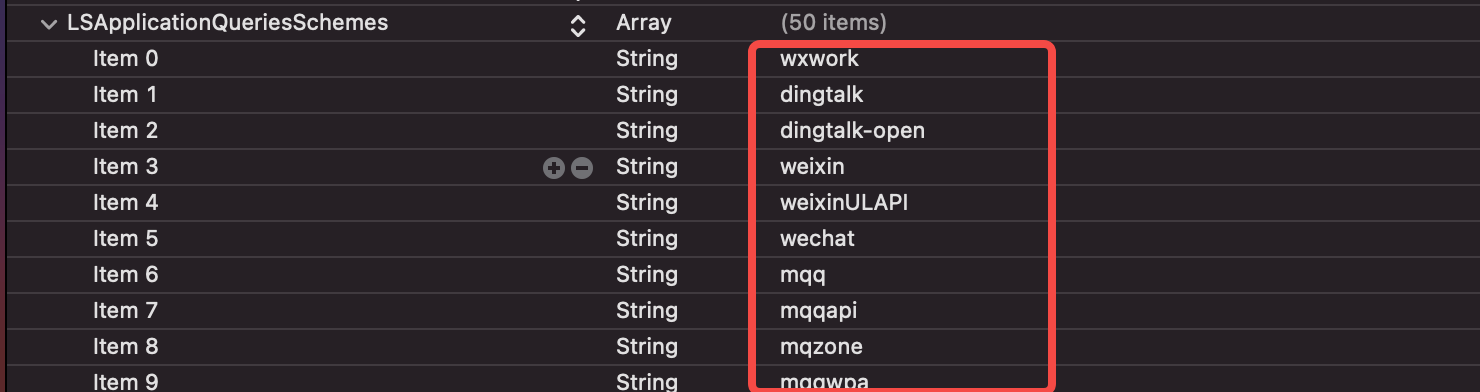 LSApplicationQueriesSchemes Array (50 items)
Item 0 String wxwork
Item 1 String dingtalk
Item 2 String dingtalk-open
Item 3 String weixin
Item 4 String weixinULAPI
Item 5 String wechat
Item 6 String mqq
Item 7 String mqqapi
Item 8 String mqzone
Item 9 String mqqwpa